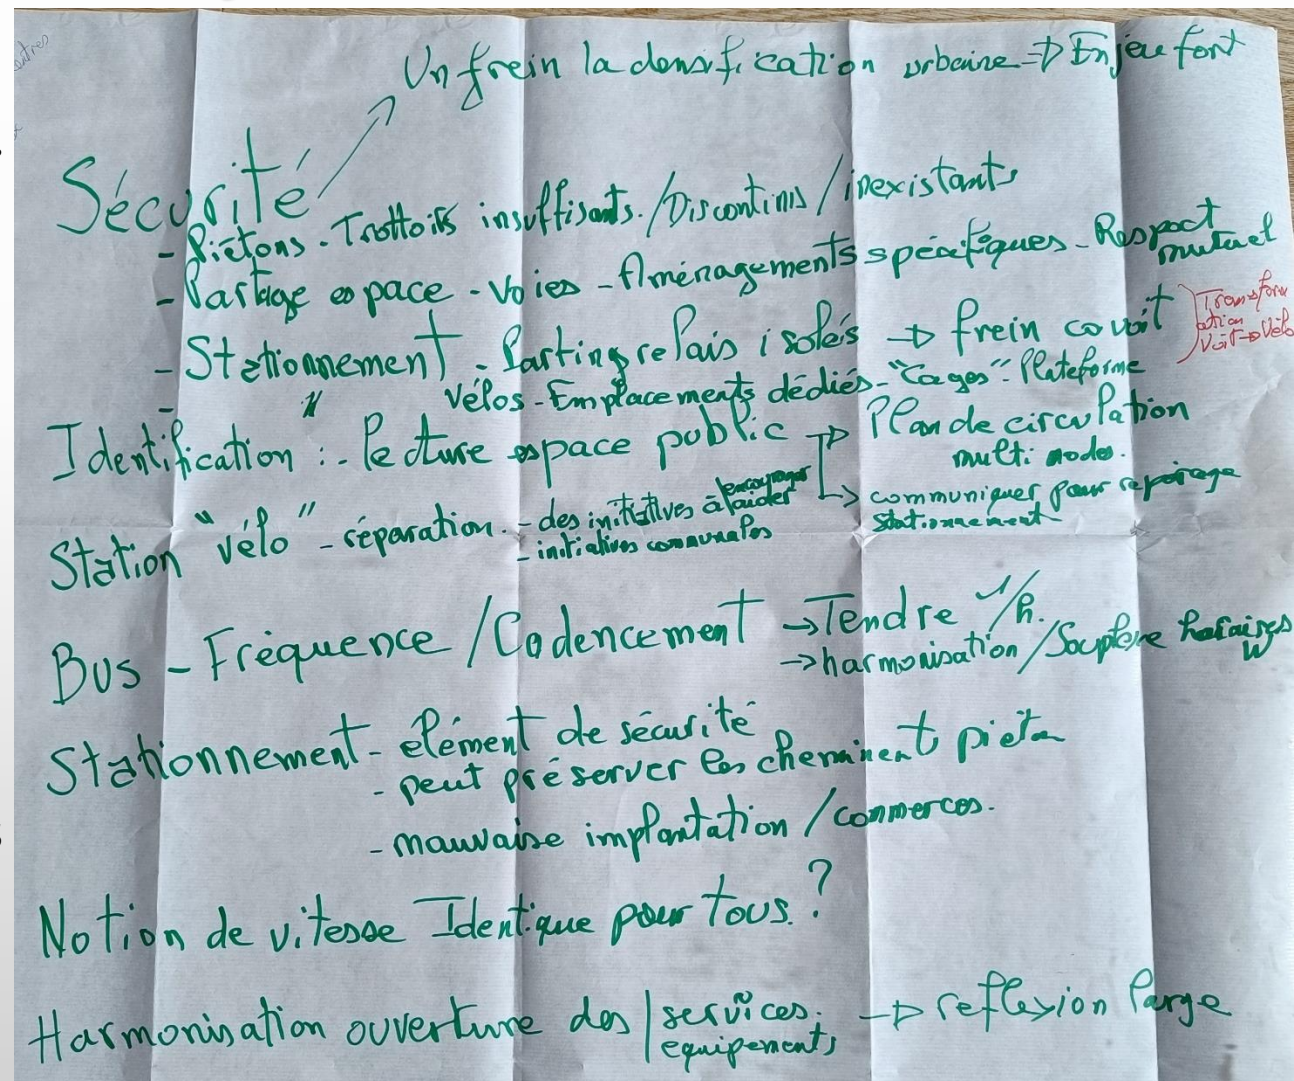 Un frein la densification urbaine => Enjeu fort
Sécurité
- Piétons - Trottoirs insuffisants. / Discontinus / inexistants
- Partage espace - Voies - Aménagements spécifiques - Respect mutuel
- Stationnement - Parking relais isolés -> frein covoit
Transform
ation
Voit -> Vélo
- " Vélos - Emplacements dédiés - "Cages" - Plateforme
Identification : - lecture espace public -> Plan de circulation
multi modes.
-> communiquer pour repérage
stationnement
Station "vélo" - réparation. - des initiatives à encourager / aider
- initiatives communales
Bus - Fréquence / Cadencement -> Tendre 1/h.
-> harmonisation / Souplesse horaires
W
Stationnement - élément de sécurité
- peut préserver les cheminent piéton
- mauvaise implantation / commerces.
Notion de vitesse Identique pour tous ?
Harmonisation ouverture des | services. -> reflexion large
| equipements